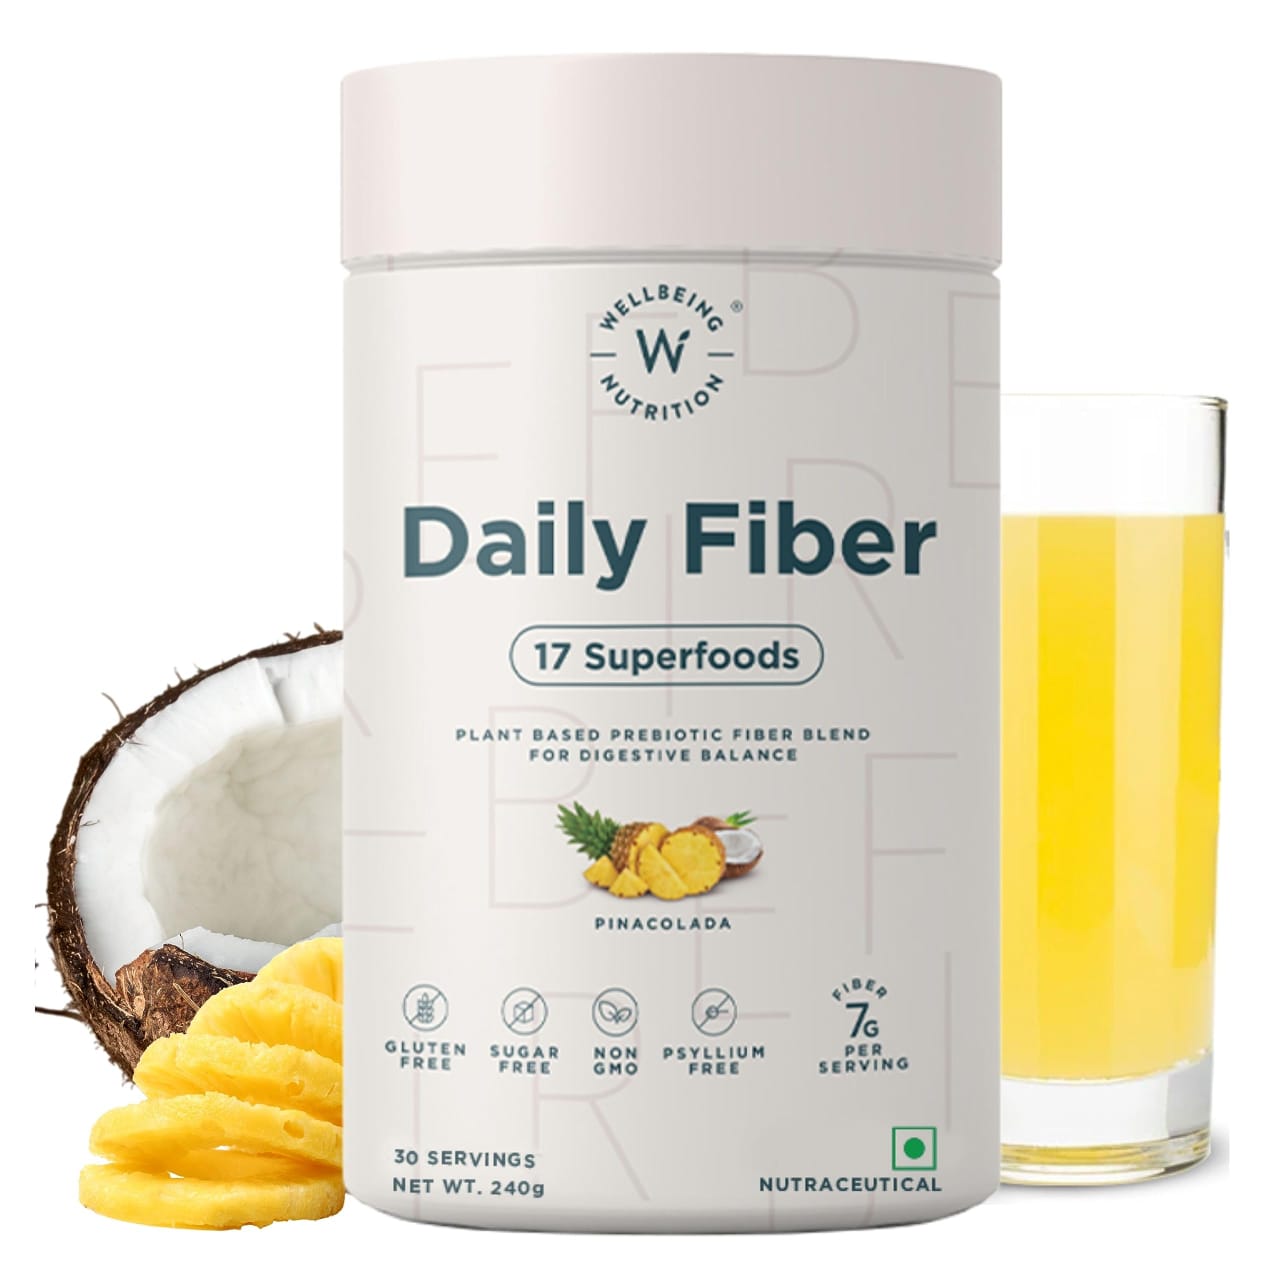 WELLBEING ®
W
NUTRITION
Daily Fiber
17 Superfoods
PLANT BASED PREBIOTIC FIBER BLEND
FOR DIGESTIVE BALANCE
PINACOLADA
GLUTEN
FREE
SUGAR
FREE
NON
GMO
PSYLLIUM
FREE
FIBER
7G
PER
SERVING
30 SERVINGS
NET WT. 240g
NUTRACEUTICAL